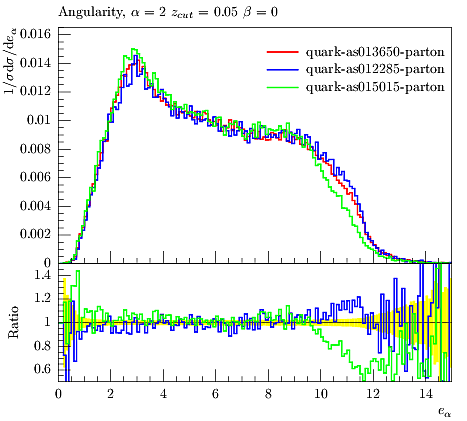 Angularity, α = 2 z_cut = 0.05 β = 0
1/σdσ/de_α
quark-as013650-parton
quark-as012285-parton
quark-as015015-parton
0.016
0.014
0.012
0.01
0.008
0.006
0.004
0.002
0
Ratio
1.4
1.2
1
0.8
0.6
0 2 4 6 8 10 12 14
e_α